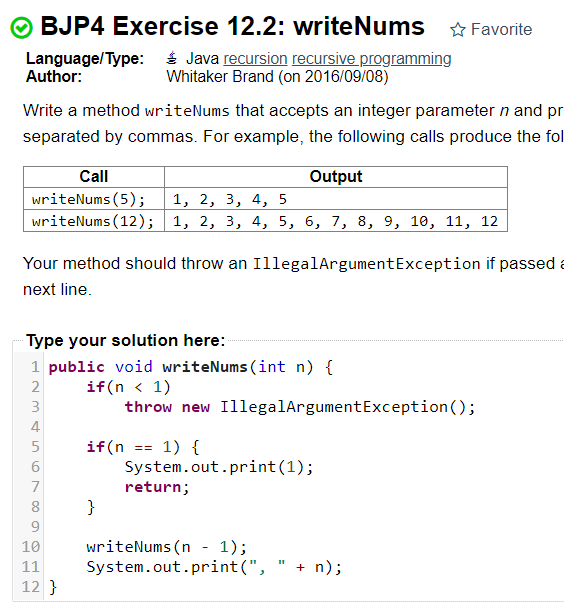 BJP4 Exercise 12.2: writeNums Favorite
Language/Type: Java recursion recursive programming
Author: Whitaker Brand (on 2016/09/08)
Write a method writeNums that accepts an integer parameter n and
separated by commas. For example, the following calls produce the
Call Output
writeNums(5); 1, 2, 3, 4, 5
writeNums(12); 1, 2, 3, 4, 5, 6, 7, 8, 9, 10, 11, 12
Your method should throw an IllegalArgumentException if passed
next line.
Type your solution here:
1 public void writeNums(int n) {
2 if(n < 1)
3 throw new IllegalArgumentException();
4
5 if(n == 1) {
6 System.out.print(1);
7 return;
8 }
9
10 writeNums(n - 1);
11 System.out.print(", " + n);
12 }